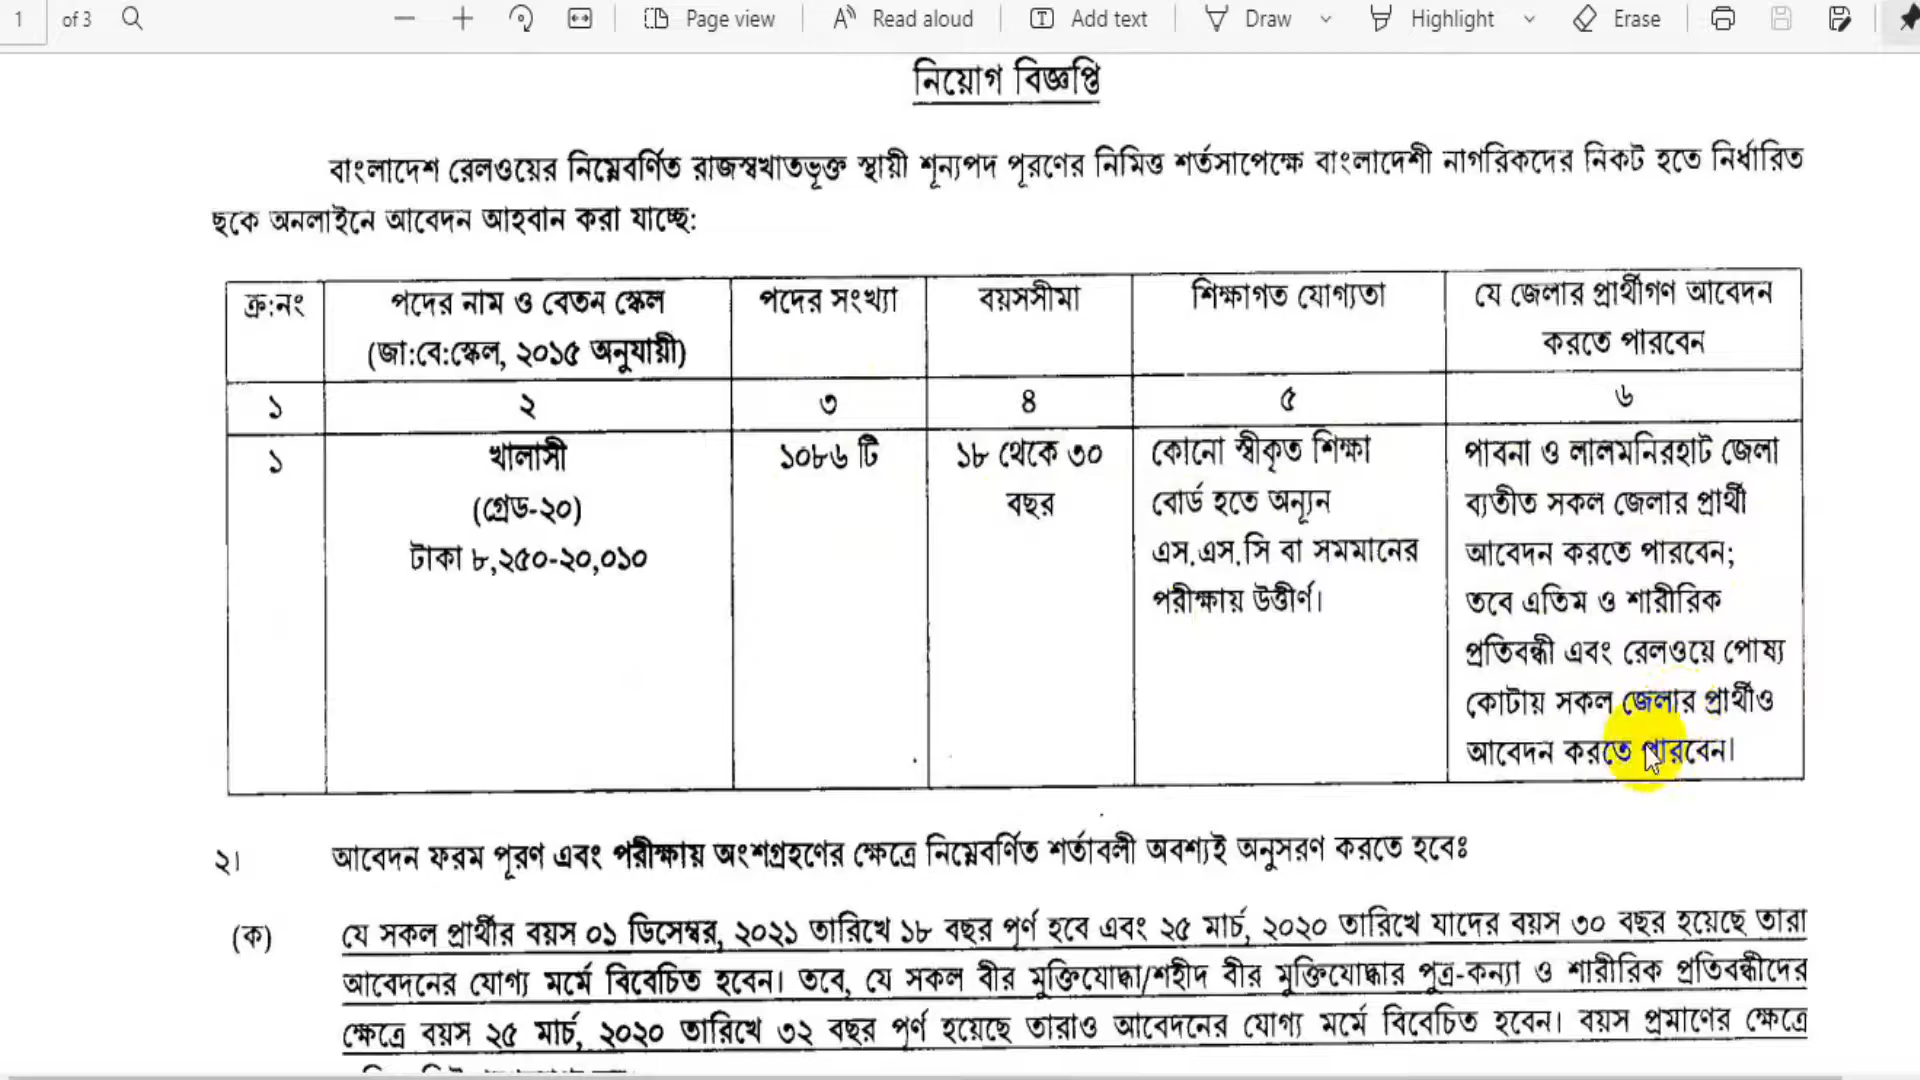 1 of 3 Page view Read aloud Add text Draw Highlight Erase
নিয়োগ বিজ্ঞপ্তি
বাংলাদেশ রেলওয়ের নিম্নেবর্ণিত রাজস্বখাতভূক্ত স্থায়ী শূন্যপদ পূরণের নিমিত্ত শর্তসাপেক্ষে বাংলাদেশী নাগরিকদের নিকট হতে নির্ধারিত
ছকে অনলাইনে আবেদন আহবান করা যাচ্ছে:
ক্র:নং
পদের নাম ও বেতন স্কেল
(জা:বে:স্কেল, ২০১৫ অনুযায়ী)
পদের সংখ্যা
বয়সসীমা
শিক্ষাগত যোগ্যতা
যে জেলার প্রার্থীগণ আবেদন
করতে পারবেন
১ ২ ৩ ৪ ৫ ৬
১
খালাসী
(গ্রেড-২০)
টাকা ৮,২৫০-২০,০১০
১০৮৬ টি
১৮ থেকে ৩০
বছর
কোনো স্বীকৃত শিক্ষা
বোর্ড হতে অন্যূন
এস.এস.সি বা সমমানের
পরীক্ষায় উত্তীর্ণ।
পাবনা ও লালমনিরহাট জেলা
ব্যতীত সকল জেলার প্রার্থী
আবেদন করতে পারবেন;
তবে এতিম ও শারীরিক
প্রতিবন্ধী এবং রেলওয়ে পোষ্য
কোটায় সকল জেলার প্রার্থীও
আবেদন করতে পারবেন।
২। আবেদন ফরম পূরণ এবং পরীক্ষায় অংশগ্রহণের ক্ষেত্রে নিম্নেবর্ণিত শর্তাবলী অবশ্যই অনুসরণ করতে হবেঃ
(ক) যে সকল প্রার্থীর বয়স ০১ ডিসেম্বর, ২০২১ তারিখে ১৮ বছর পূর্ণ হবে এবং ২৫ মার্চ, ২০২০ তারিখে যাদের বয়স ৩০ বছর হয়েছে তারা
আবেদনের যোগ্য মর্মে বিবেচিত হবেন। তবে, যে সকল বীর মুক্তিযোদ্ধা/শহীদ বীর মুক্তিযোদ্ধার পুত্র-কন্যা ও শারীরিক প্রতিবন্ধীদের
ক্ষেত্রে বয়স ২৫ মার্চ, ২০২০ তারিখে ৩২ বছর পূর্ণ হয়েছে তারাও আবেদনের যোগ্য মর্মে বিবেচিত হবেন। বয়স প্রমাণের ক্ষেত্রে